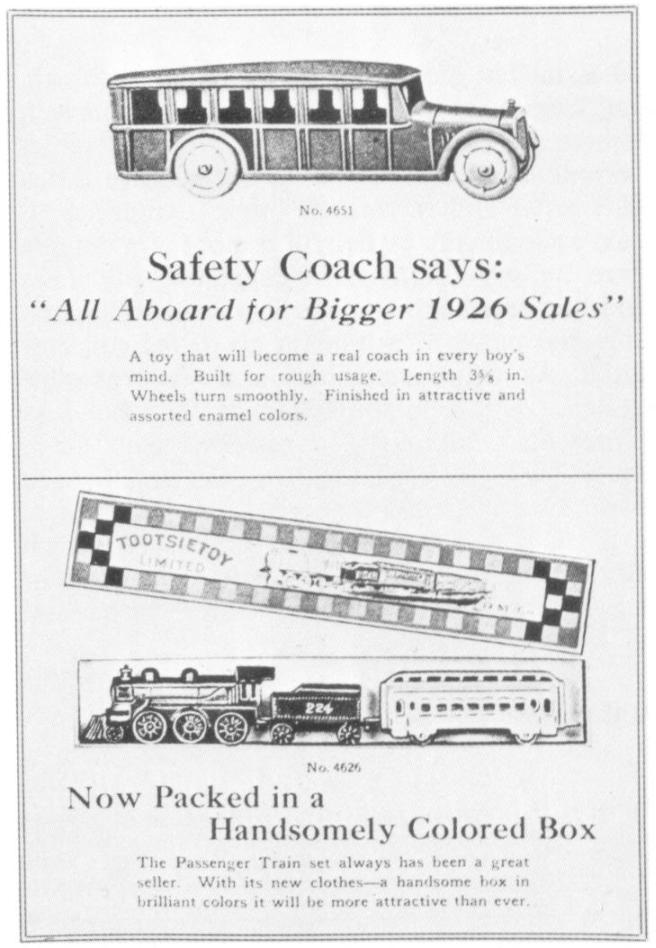 No. 4651
Safety Coach says:
“All Aboard for Bigger 1926 Sales”
A toy that will become a real coach in every boy's
mind. Built for rough usage. Length 3⅝ in.
Wheels turn smoothly. Finished in attractive and
assorted enamel colors.
TOOTSIETOY
LIMITED
224
No. 4626
Now Packed in a
Handsomely Colored Box
The Passenger Train set always has been a great
seller. With its new clothes—a handsome box in
brilliant colors it will be more attractive than ever.